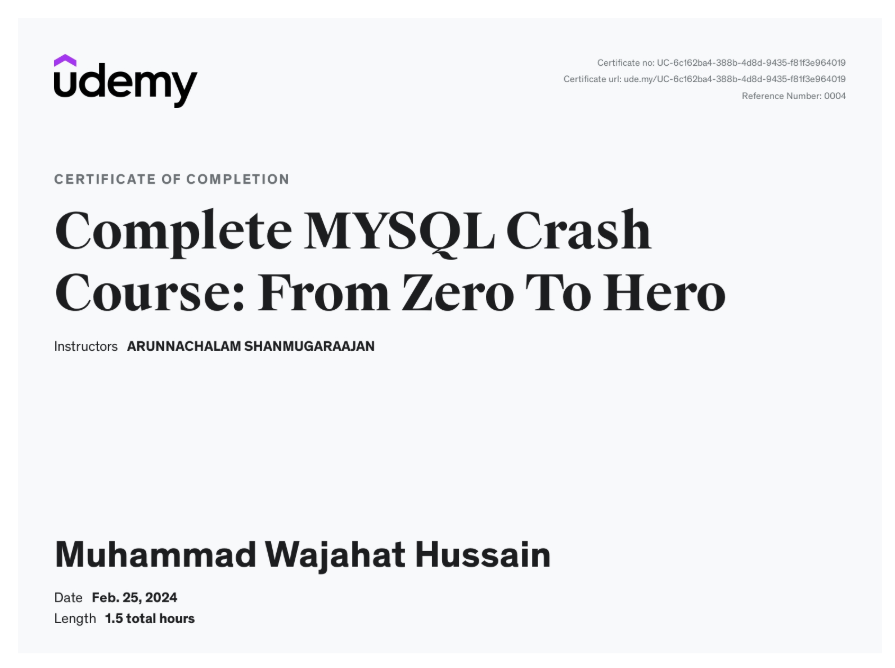 udemy
Certificate no: UC-6c162ba4-388b-4d8d-9435-f81f3e964019
Certificate url: ude.my/UC-6c162ba4-388b-4d8d-9435-f81f3e964019
Reference Number: 0004
CERTIFICATE OF COMPLETION
Complete MYSQL Crash
Course: From Zero To Hero
Instructors ARUNNACHALAM SHANMUGARAAJAN
Muhammad Wajahat Hussain
Date Feb. 25, 2024
Length 1.5 total hours